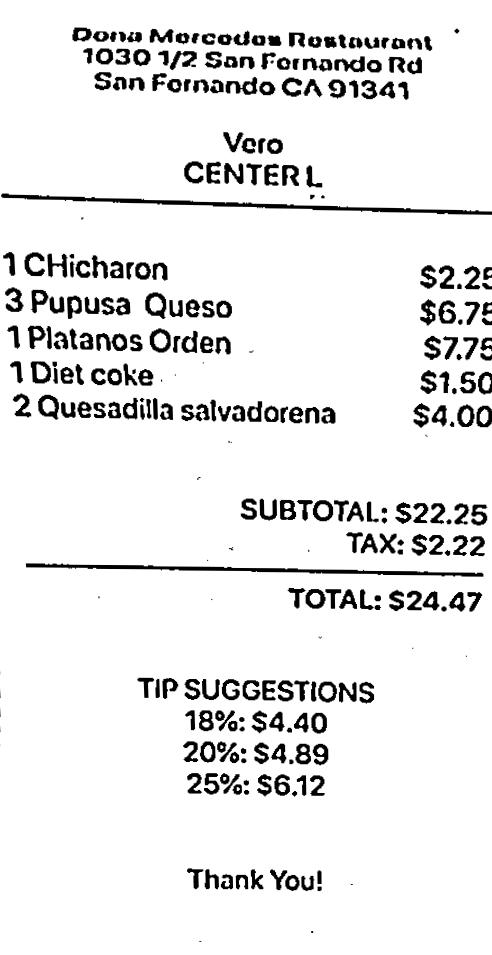 Dona Mercedes Restaurant
1030 1/2 San Fernando Rd
San Fernando CA 91341
Vero
CENTER L
1 CHicharon $2.25
3 Pupusa Queso $6.75
1 Platanos Orden $7.75
1 Diet coke $1.50
2 Quesadilla salvadorena $4.00
SUBTOTAL: $22.25
TAX: $2.22
TOTAL: $24.47
TIP SUGGESTIONS
18%: $4.40
20%: $4.89
25%: $6.12
Thank You!